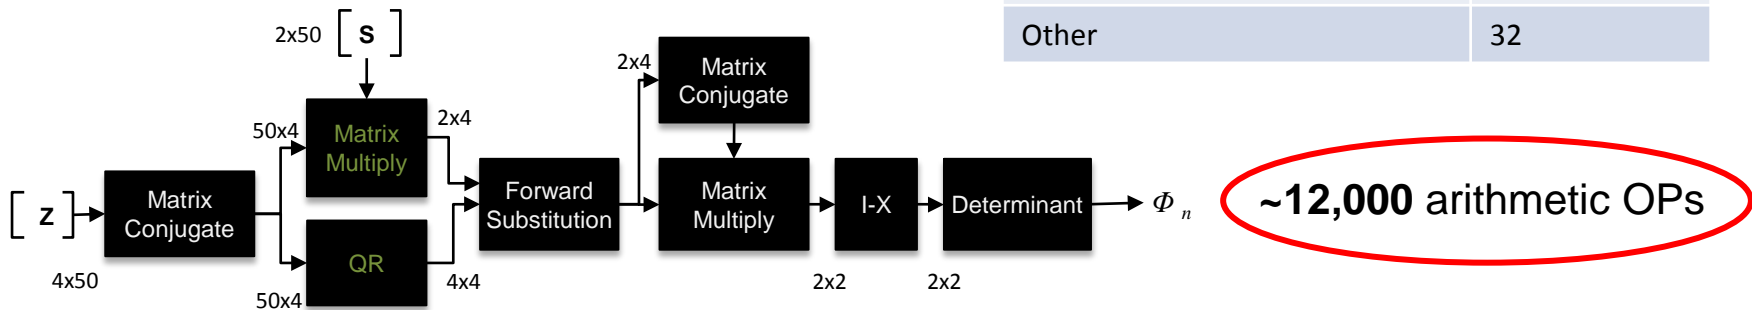 Other 32
2x50 [ S ]
2x4
Matrix
Conjugate
50x4
Matrix
Multiply
2x4
[ Z ]
4x50
Matrix
Conjugate
QR
50x4
4x4
Forward
Substitution
Matrix
Multiply
2x2
I-X
2x2
Determinant
Φ n
~12,000 arithmetic OPs